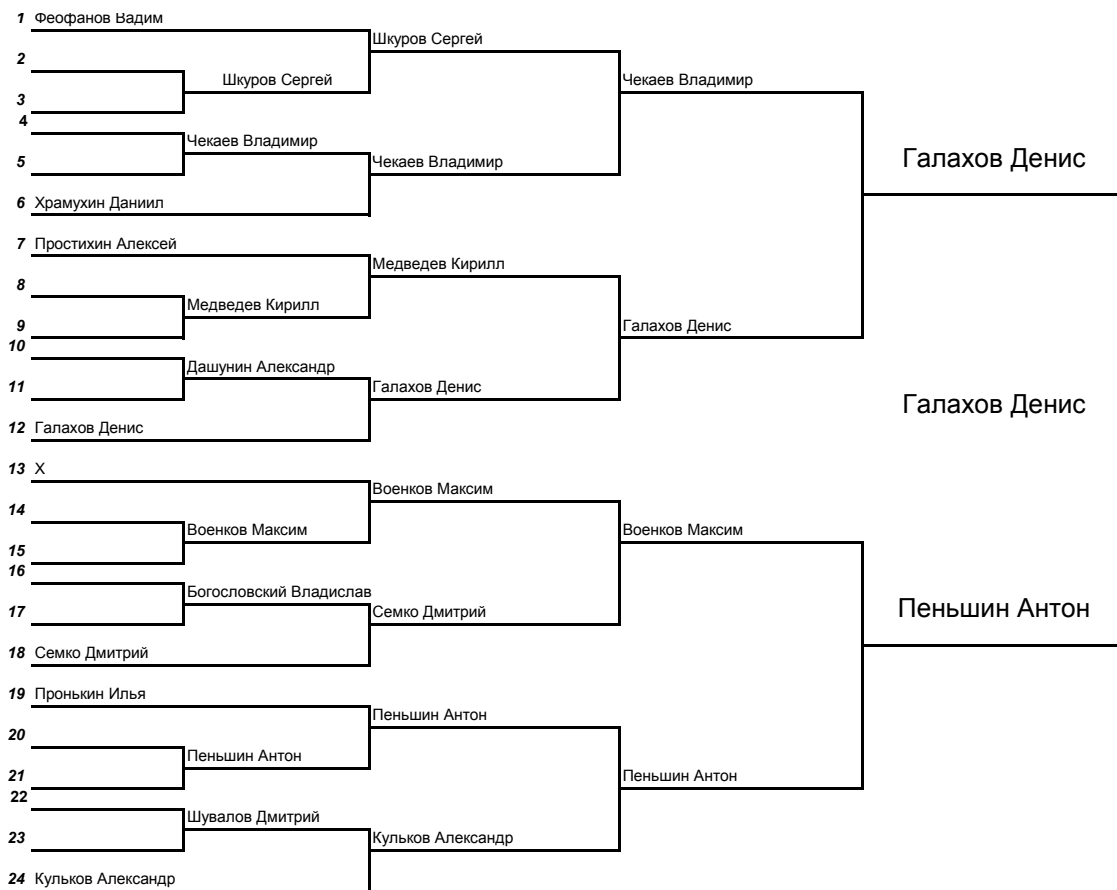 1 Феофанов Вадим
Шкуров Сергей
2
Шкуров Сергей
Чекаев Владимир
3
4
Чекаев Владимир
5
Чекаев Владимир
Галахов Денис
6 Храмухин Даниил
7 Простихин Алексей
Медведев Кирилл
8
Медведев Кирилл
9
Галахов Денис
10
Дашунин Александр
11
Галахов Денис
Галахов Денис
12 Галахов Денис
13 Х
Военков Максим
14
Военков Максим
Военков Максим
15
16
Богословский Владислав
17
Семко Дмитрий
Пеньшин Антон
18 Семко Дмитрий
19 Пронькин Илья
Пеньшин Антон
20
Пеньшин Антон
21
Пеньшин Антон
22
Шувалов Дмитрий
23
Кульков Александр
24 Кульков Александр